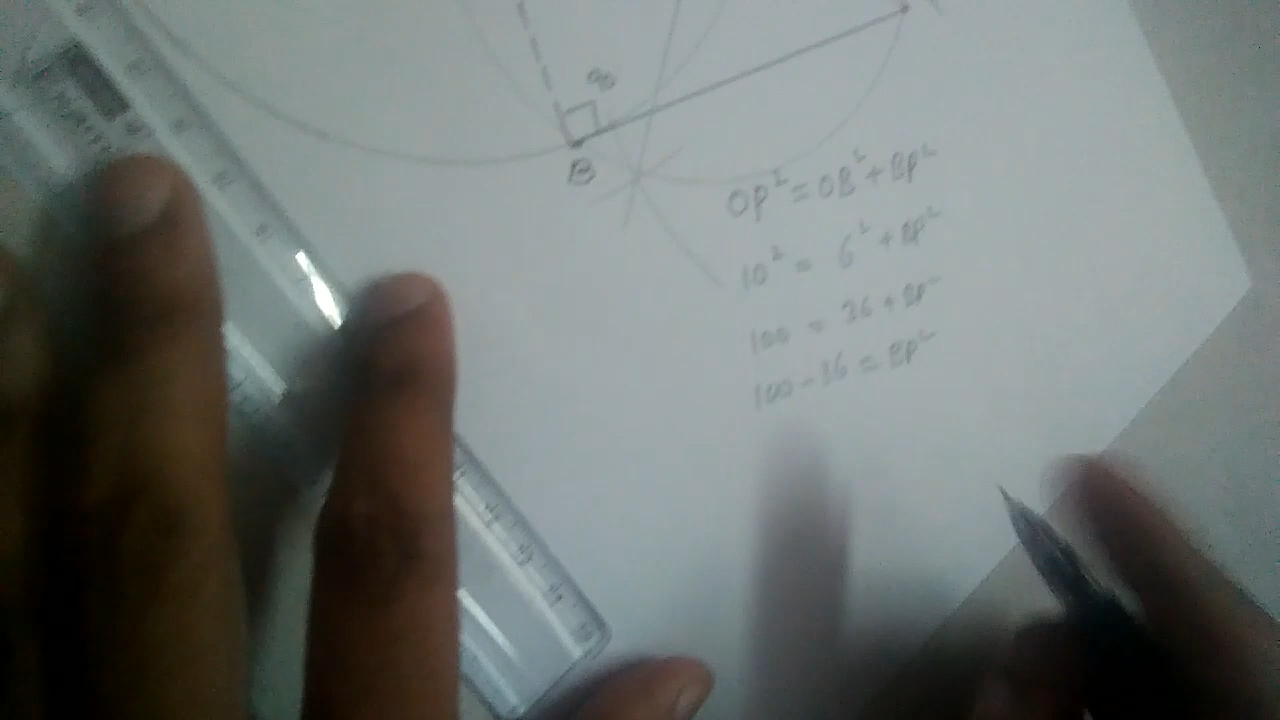 90
B
OP² = OB² + BP²
10² = 6² + BP²
100 = 36 + BP²
100 - 36 = BP²